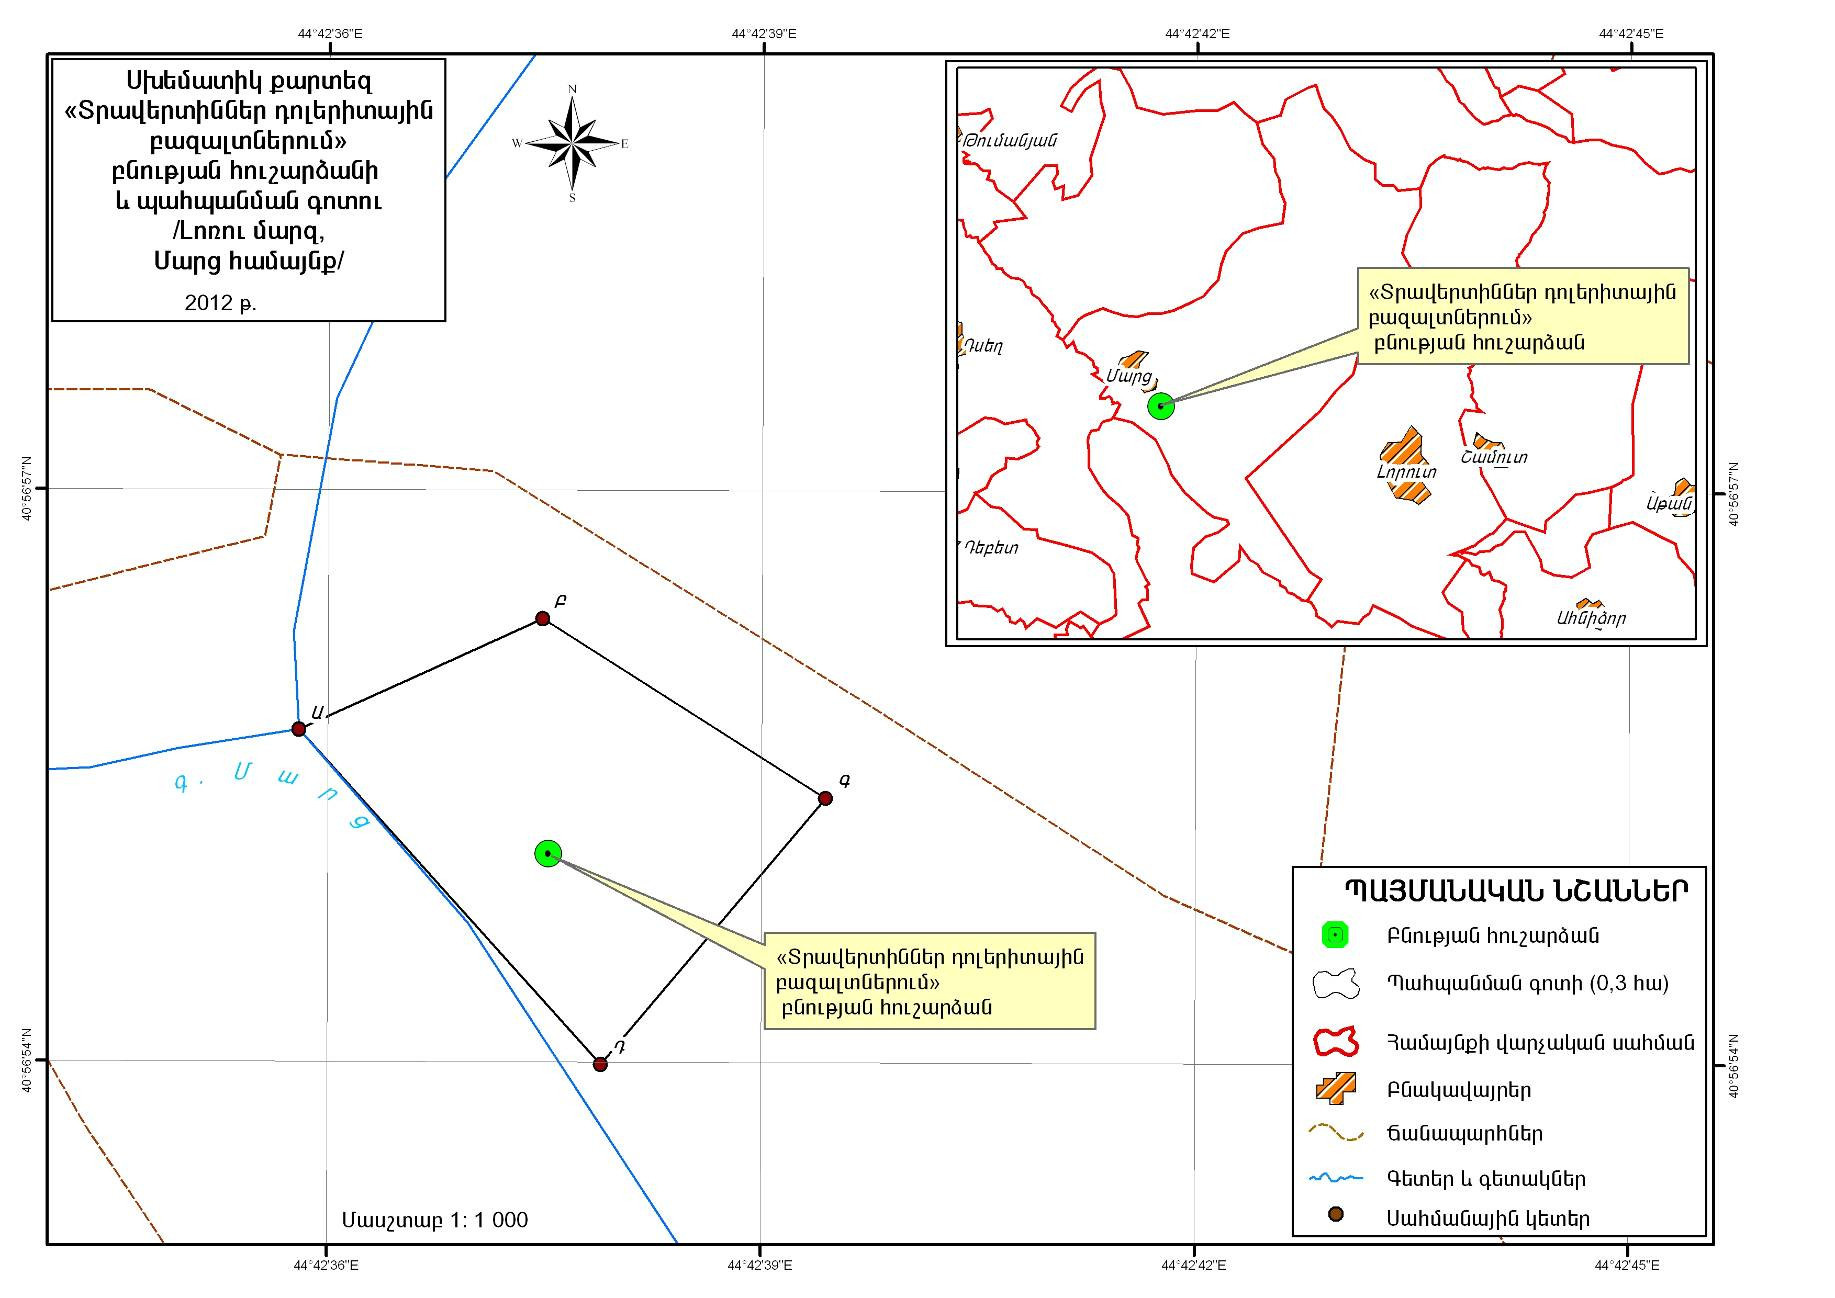 44°42'36"E
44°42'39"E
44°42'42"E
44°42'45"E
Սխեմատիկ քարտեզ
«Տրավերտիններ դոլերիտային
բազալտներում»
բնության հուշարձանի
և պահպանման գոտու
/Լոռու մարզ,
Մարց համայնք/
2012 թ.
N
W
E
S
Թումանյան
Դսեղ
Մարց
«Տրավերտիններ դոլերիտային
բազալտներում»
բնության հուշարձան
Լորուտ
Շամուտ
Աթան
Դեբետ
Ահնիձոր
40°56'57"N
40°56'57"N
Բ
Ա
Գ
Դ
գ. Մարց
«Տրավերտիններ դոլերիտային
բազալտներում»
բնության հուշարձան
ՊԱՅՄԱՆԱԿԱՆ ՆՇԱՆՆԵՐ
Բնության հուշարձան
Պահպանման գոտի (0,3 հա)
Համայնքի վարչական սահման
Բնակավայրեր
Ճանապարհներ
Գետեր և գետակներ
Սահմանային կետեր
40°56'54"N
40°56'54"N
Մասշտաբ 1: 1 000
44°42'36"E
44°42'39"E
44°42'42"E
44°42'45"E